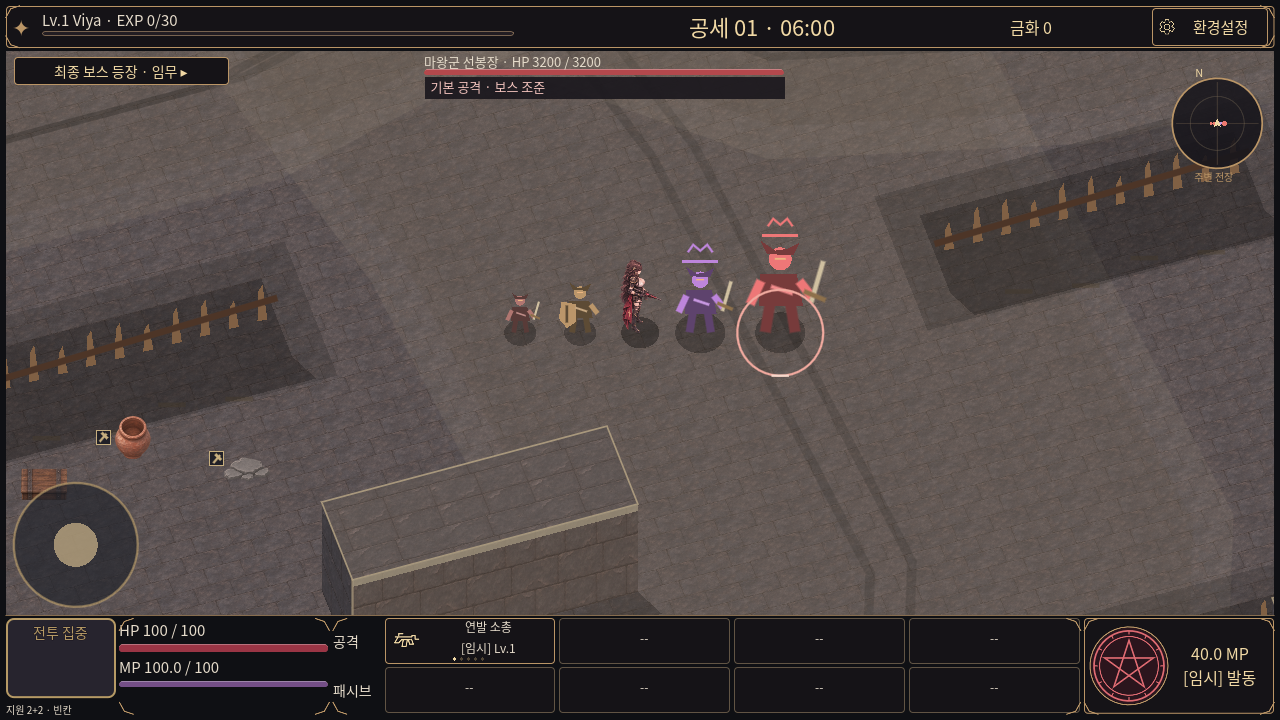 Lv.1 Viya · EXP 0/30
공세 01 · 06:00
금화 0
환경설정
최종 보스 등장 · 임무 ▸
마왕군 선봉장 · HP 3200 / 3200
기본 공격 · 보스 조준
N
주변 전장
전투 집중
HP 100 / 100
MP 100.0 / 100
지원 2+2 · 빈칸
공격
패시브
연발 소총
[임시] Lv.1
--
--
--
--
--
--
--
40.0 MP
[임시] 발동